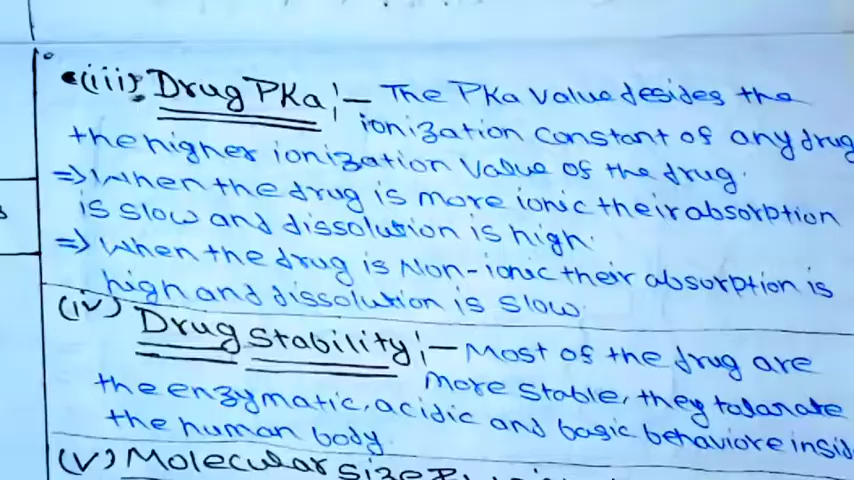 (iii) Drug PKa:- The PKa value desides the
ionization constant of any drug
the higher ionization value of the drug.
=> When the drug is more ionic their absorption
is slow and dissolution is high.
=> When the drug is Non-ionic their absorption is
high and dissolution is slow.
(iv) Drug Stability:- Most of the drug are
more stable, they tolarate
the enzymatic, acidic and basic behaviore insid
the human body.
(v) Molecular size